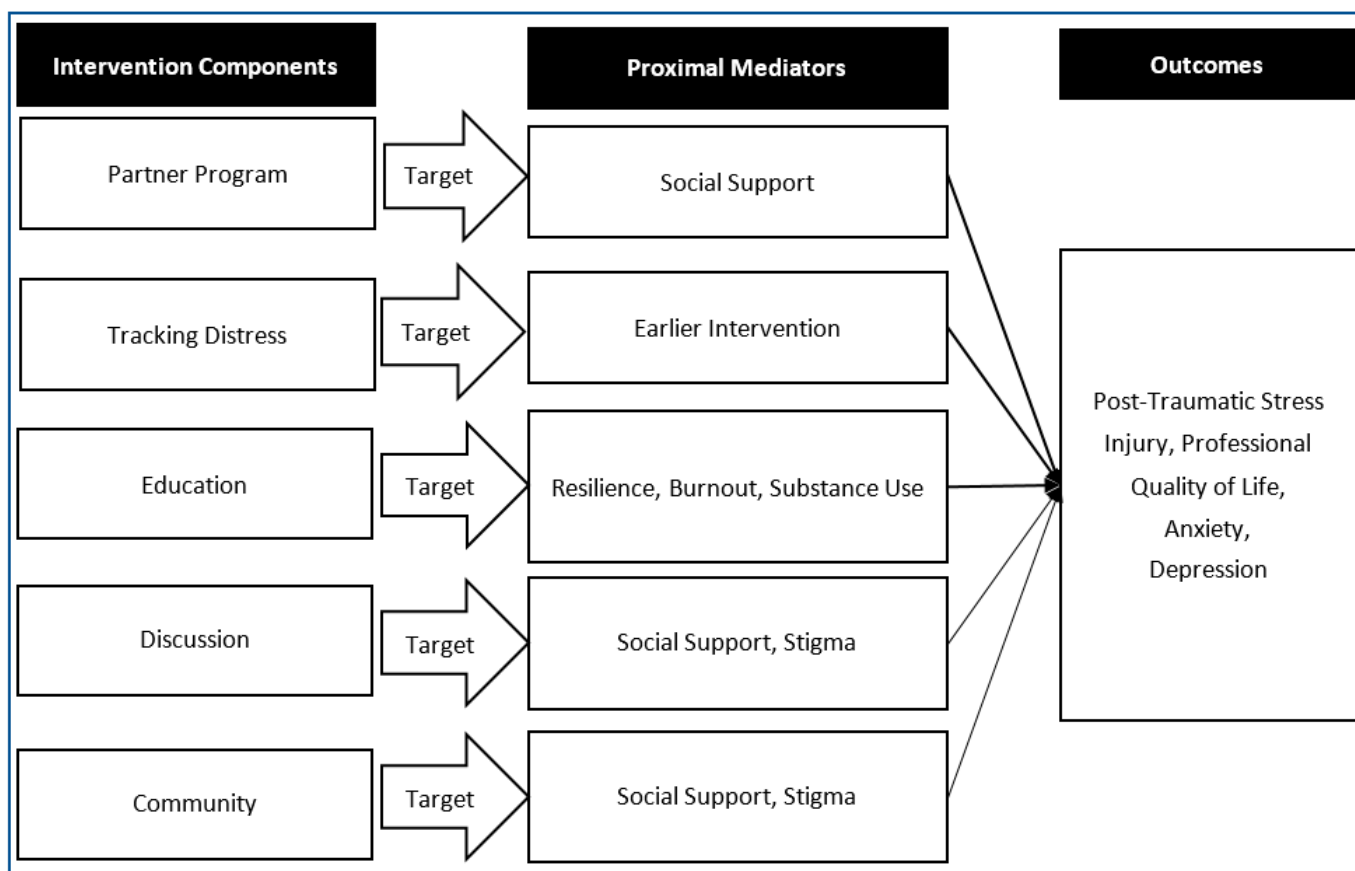 Intervention Components
Proximal Mediators
Outcomes
Partner Program
Target
Social Support
Tracking Distress
Target
Earlier Intervention
Education
Target
Resilience, Burnout, Substance Use
Discussion
Target
Social Support, Stigma
Community
Target
Social Support, Stigma
Post-Traumatic Stress
Injury, Professional
Quality of Life,
Anxiety,
Depression